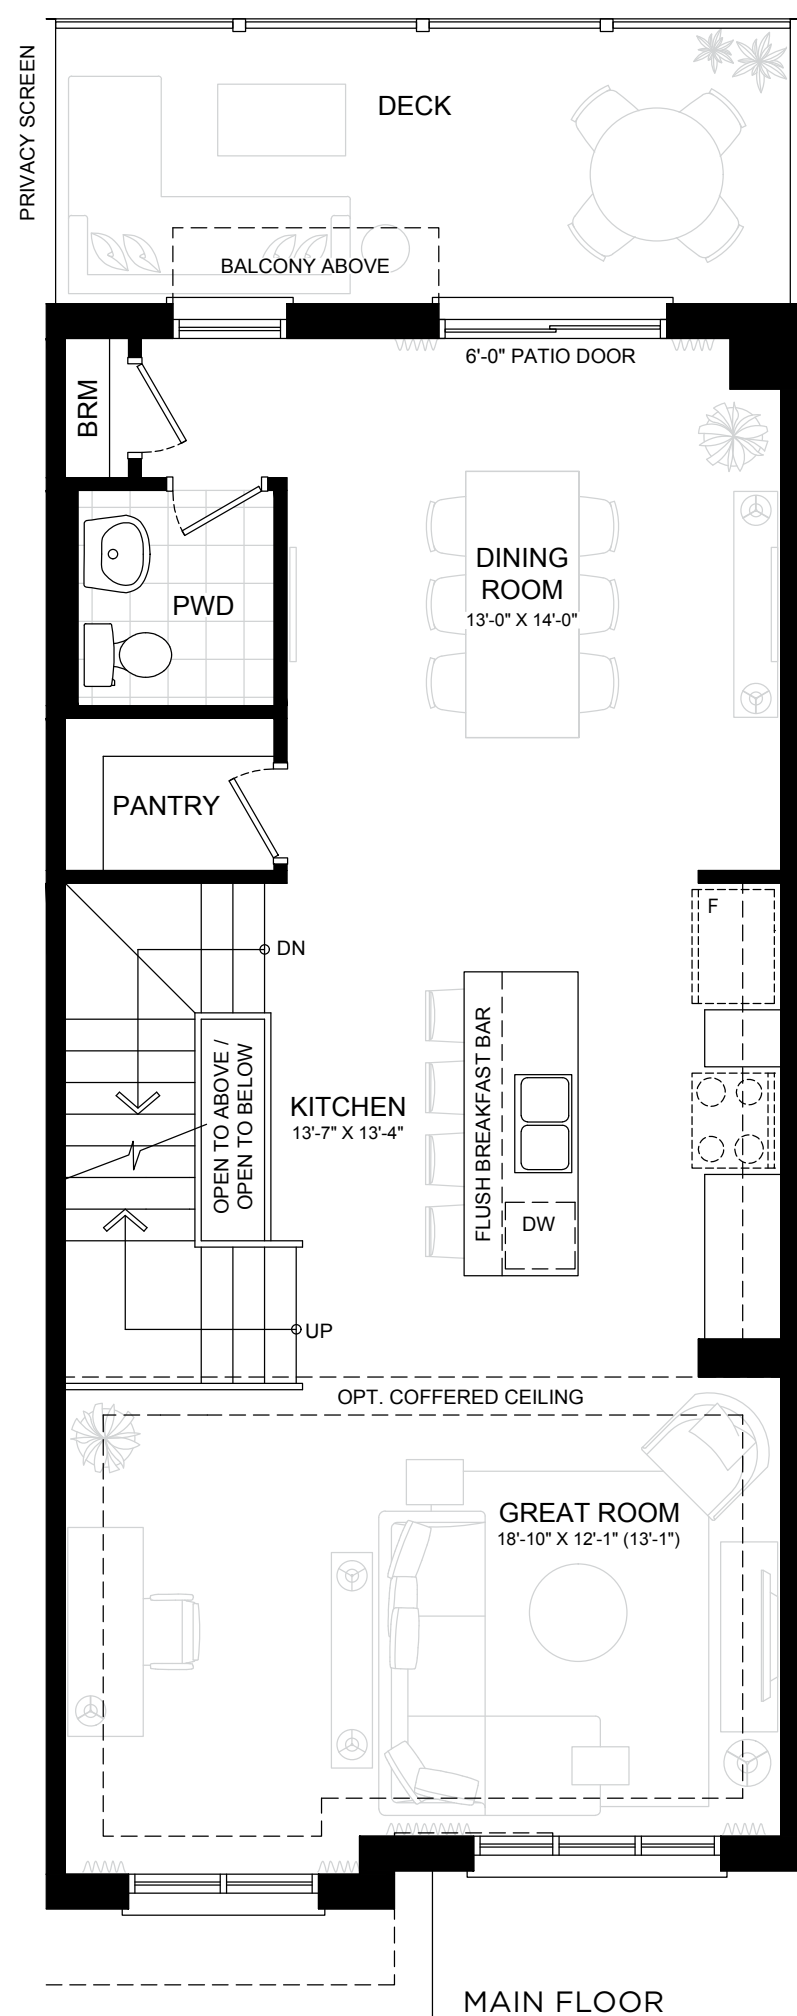 PRIVACY SCREEN
DECK
BALCONY ABOVE
6'-0" PATIO DOOR
BRM
DINING
ROOM
13'-0" X 14'-0"
PWD
PANTRY
F
DN
OPEN TO ABOVE /
OPEN TO BELOW
KITCHEN
13'-7" X 13'-4"
FLUSH BREAKFAST BAR
DW
UP
OPT. COFFERED CEILING
GREAT ROOM
18'-10" X 12'-1" (13'-1")
MAIN FLOOR